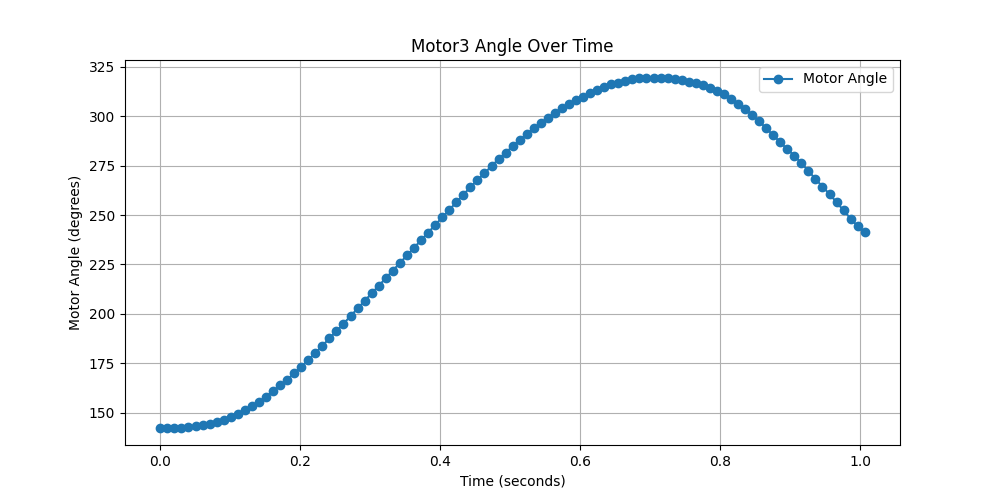 Motor3 Angle Over Time
Motor Angle
Motor Angle (degrees)
325
300
275
250
225
200
175
150
0.0 0.2 0.4 0.6 0.8 1.0
Time (seconds)